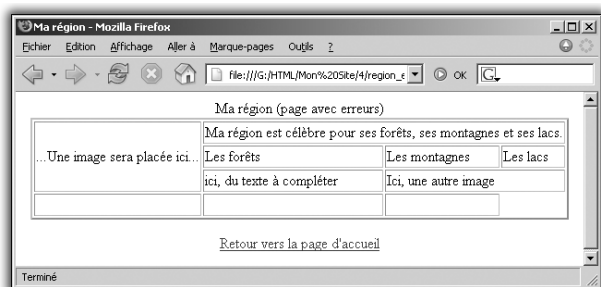 Ma région - Mozilla Firefox
Fichier Edition Affichage Aller à Marque-pages Outils ?
file:///G:/HTML/Mon%20Site/4/region_e OK G
Ma région (page avec erreurs)
Ma région est célèbre pour ses forêts, ses montagnes et ses lacs.
...Une image sera placée ici... Les forêts Les montagnes Les lacs
ici, du texte à compléter Ici, une autre image
Retour vers la page d'accueil
Terminé